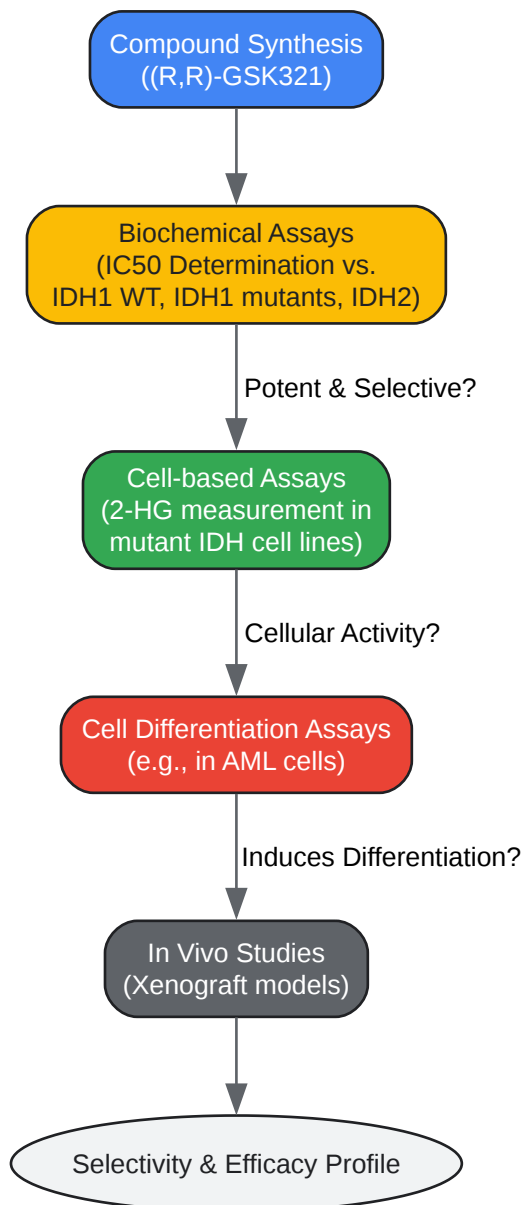 Compound Synthesis
((R,R)-GSK321)
Biochemical Assays
(IC50 Determination vs.
IDH1 WT, IDH1 mutants, IDH2)
Potent & Selective?
Cell-based Assays
(2-HG measurement in
mutant IDH cell lines)
Cellular Activity?
Cell Differentiation Assays
(e.g., in AML cells)
Induces Differentiation?
In Vivo Studies
(Xenograft models)
Selectivity & Efficacy Profile